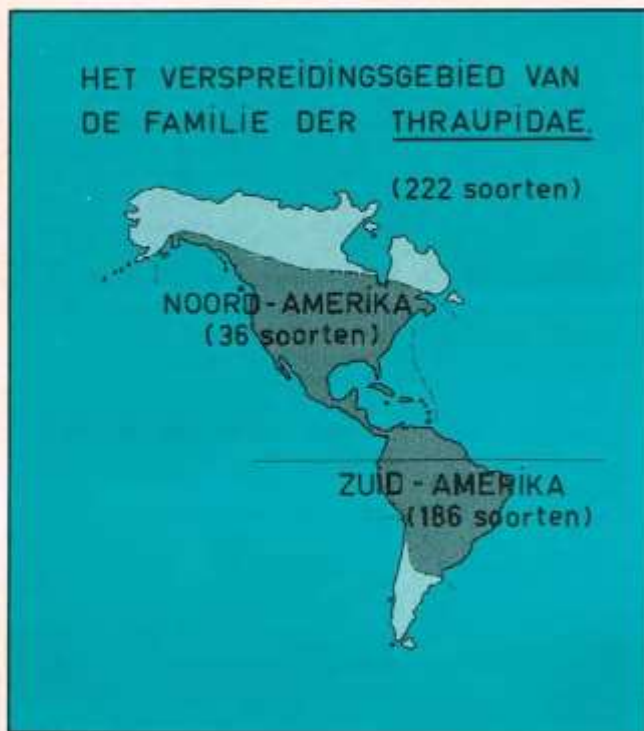 HET VERSPREIDINGSGEBIED VAN
DE FAMILIE DER THRAUPIDAE.
(222 soorten)
NOORD-AMERIKA
(36 soorten)
ZUID-AMERIKA
(186 soorten)